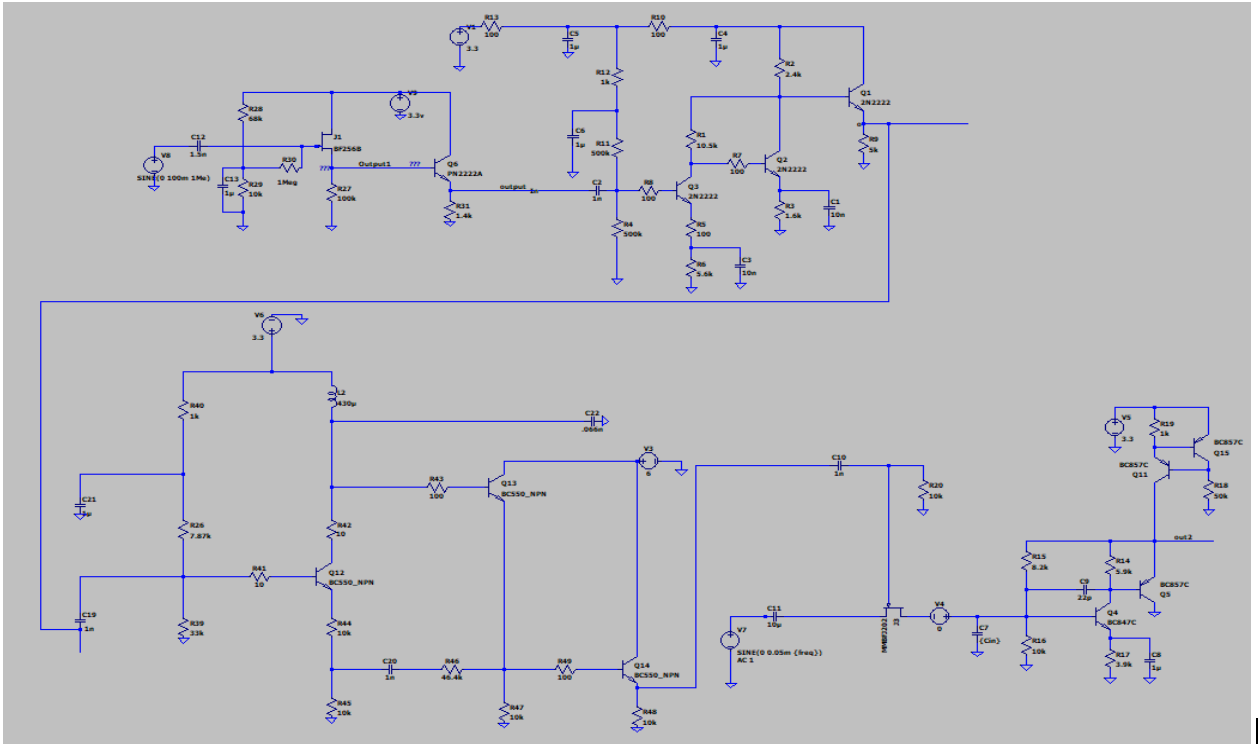 V1
3.3
R13
100
C5
1µ
R10
100
C4
1µ
R12
1k
R2
2.4k
Q1
2N2222
R9
5k
R28
68k
J1
BF256B
3.3v
C12
1.5n
V8
SINE(0 100m 1Me)
R30
1Meg
C13
1µ
R29
10k
???
Output1
???
R27
100k
Q6
PN2222A
R31
1.4k
output
C6
1µ
R11
500k
C2
1n
R8
100
R4
500k
R1
10.5k
R7
100
Q3
2N2222
Q2
2N2222
R5
100
R6
5.6k
C3
10n
R3
1.6k
C1
10n
V6
3.3
R40
1k
L2
430µ
C22
.066n
C21
R26
7.87k
R43
100
Q13
BC550_NPN
V3
6
R42
10
R41
10
Q12
BC550_NPN
C19
1n
R39
33k
R44
10k
C20
1n
R46
46.4k
R45
10k
R47
10k
R49
100
Q14
BC550_NPN
R48
10k
C10
1n
R20
10k
V7
SINE(0 0.05m {freq})
AC 1
C11
10µ
J3
V4
0
C7
{Cin}
R15
8.2k
R16
10k
C9
22p
R14
5.9k
Q4
BC847C
R17
3.9k
C8
1µ
BC857C
Q5
out2
V5
3.3
R19
1k
BC857C
Q15
BC857C
Q11
R18
50k